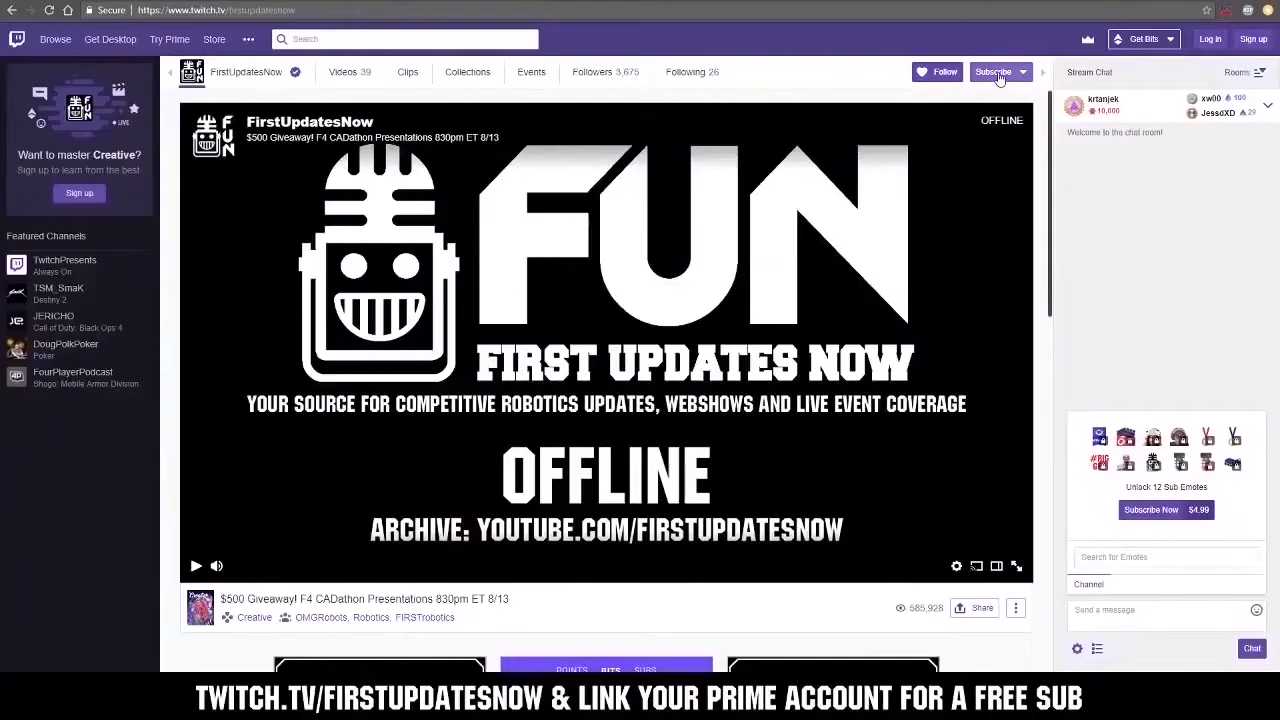 Secure
https://www.twitch.tv/firstupdatesnow
Browse
Get Desktop
Try Prime
Store
Search
Get Bits
Log in
Sign up
Want to master Creative?
Sign up to learn from the best
Sign up
Featured Channels
TwitchPresents
Always On
TSM_SmaK
Destiny 2
JERICHO
Call of Duty: Black Ops 4
DougPolkPoker
Poker
FourPlayerPodcast
Shogo: Mobile Armor Division
FirstUpdatesNow
Videos 39
Clips
Collections
Events
Followers 3,675
Following 26
Follow
Subscribe
FirstUpdatesNow
$500 Giveaway! F4 CADathon Presentations 830pm ET 8/13
OFFLINE
FUN
FIRST UPDATES NOW
YOUR SOURCE FOR COMPETITIVE ROBOTICS UPDATES, WEBSHOWS AND LIVE EVENT COVERAGE
OFFLINE
ARCHIVE: YOUTUBE.COM/FIRSTUPDATESNOW
$500 Giveaway! F4 CADathon Presentations 830pm ET 8/13
Creative
OMGRobots, Robotics, FIRSTrobotics
585,928
Share
POINTS BITS SUBS
Stream Chat
Rooms
krtanjek
10,000
xw00 100
JessdXD 29
Welcome to the chat room!
Unlock 12 Sub Emotes
Subscribe Now $4.99
Search for Emotes
Channel
Send a message
Chat
TWITCH.TV/FIRSTUPDATESNOW & LINK YOUR PRIME ACCOUNT FOR A FREE SUB